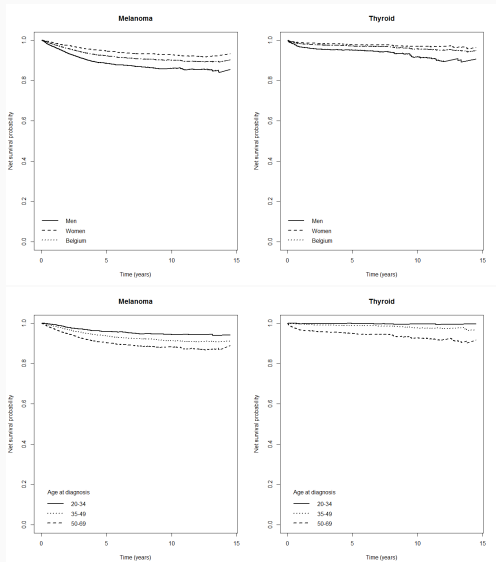 Melanoma
Net survival probability
1.0
0.8
0.6
0.4
0.2
0.0
Men
Women
Belgium
0
5
10
15
Time (years)
Thyroid
Net survival probability
1.0
0.8
0.6
0.4
0.2
0.0
Men
Women
Belgium
0
5
10
15
Time (years)
Melanoma
Net survival probability
1.0
0.8
0.6
0.4
0.2
0.0
Age at diagnosis
20-34
35-49
50-69
0
5
10
15
Time (years)
Thyroid
Net survival probability
1.0
0.8
0.6
0.4
0.2
0.0
Age at diagnosis
20-34
35-49
50-69
0
5
10
15
Time (years)